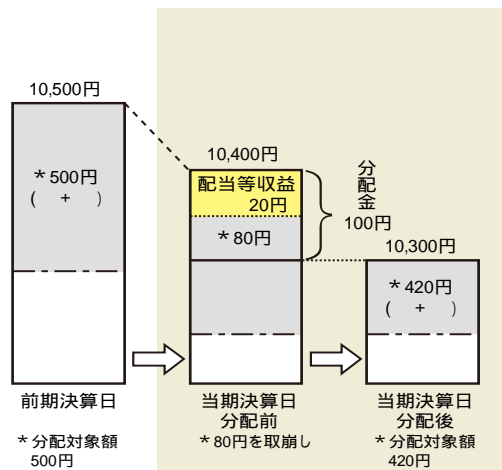 10,500円
＊500円
( + )
10,400円
配当等収益
20円
＊80円
分配金
100円
10,300円
＊420円
( + )
前期決算日
＊分配対象額
500円
当期決算日
分配前
＊80円を取崩し
当期決算日
分配後
＊分配対象額
420円